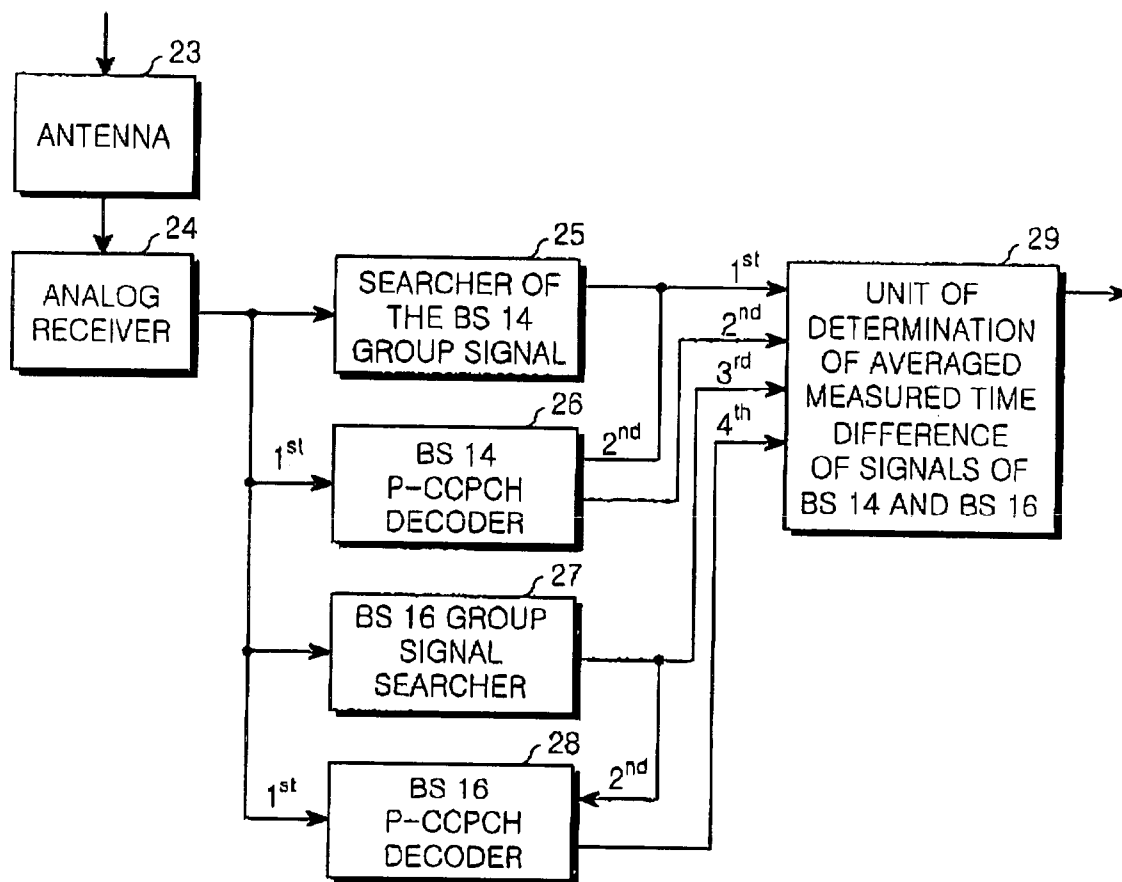 23
ANTENNA
24
ANALOG
RECEIVER
25
SEARCHER OF
THE BS 14
GROUP SIGNAL
26
1st
BS 14
P-CCPCH
DECODER
2nd
27
BS 16 GROUP
SIGNAL
SEARCHER
28
1st
BS 16
P-CCPCH
DECODER
2nd
29
1st
2nd
3rd
4th
UNIT OF
DETERMINATION
OF AVERAGED
MEASURED TIME
DIFFERENCE
OF SIGNALS OF
BS 14 AND BS 16